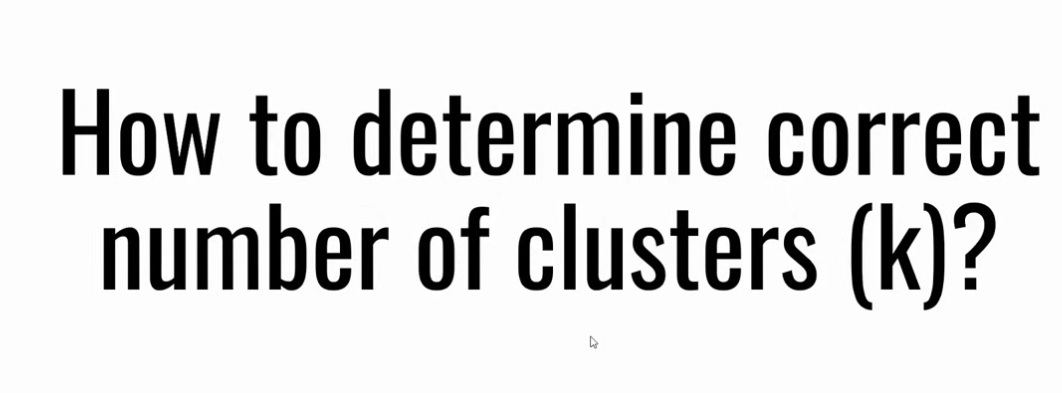 How to determine correct
number of clusters (k)?